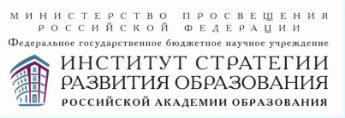 МИНИСТЕРСТВО ПРОСВЕЩЕНИЯ
РОССИЙСКОЙ ФЕДЕРАЦИИ
Федеральное государственное бюджетное научное учреждение
ИНСТИТУТ СТРАТЕГИИ
РАЗВИТИЯ ОБРАЗОВАНИЯ
РОССИЙСКОЙ АКАДЕМИИ ОБРАЗОВАНИЯ